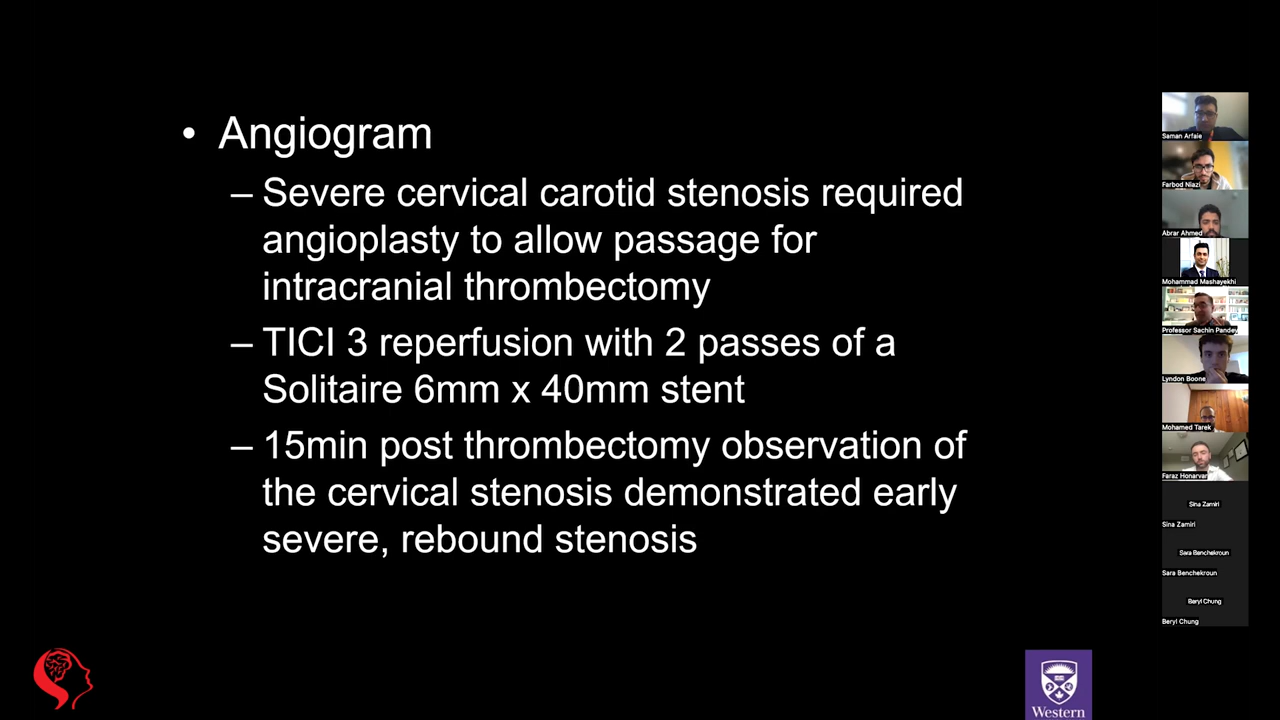 • Angiogram
– Severe cervical carotid stenosis required
angioplasty to allow passage for
intracranial thrombectomy
– TICI 3 reperfusion with 2 passes of a
Solitaire 6mm x 40mm stent
– 15min post thrombectomy observation of
the cervical stenosis demonstrated early
severe, rebound stenosis
Saman Arfaie
Farbod Niazi
Abrar Ahmed
Mohammad Mashayekhi
Professor Sachin Pandey
Lyndon Boone
Mohamed Tarek
Faraz Honarvar
Sina Zamiri
Sina Zamiri
Sara Benchekroun
Sara Benchekroun
Beryl Chung
Beryl Chung
Western